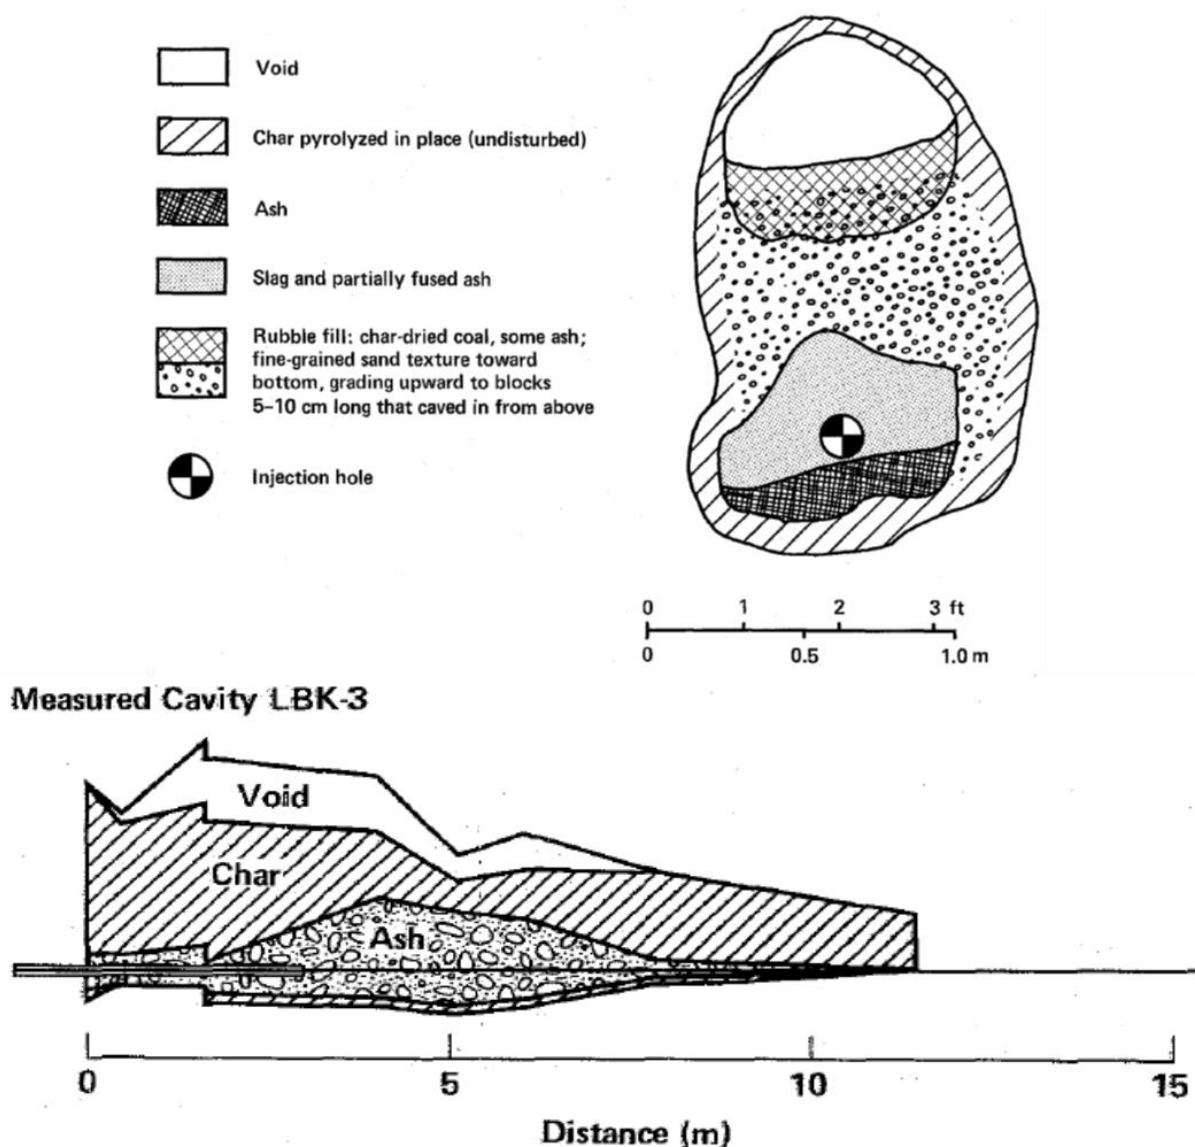 Void
Char pyrolyzed in place (undisturbed)
Ash
Slag and partially fused ash
Rubble fill: char-dried coal, some ash;
fine-grained sand texture toward
bottom, grading upward to blocks
5–10 cm long that caved in from above
Injection hole
0 1 2 3 ft
0 0.5 1.0 m
Measured Cavity LBK-3
Void
Char
Ash
0 5 10 15
Distance (m)